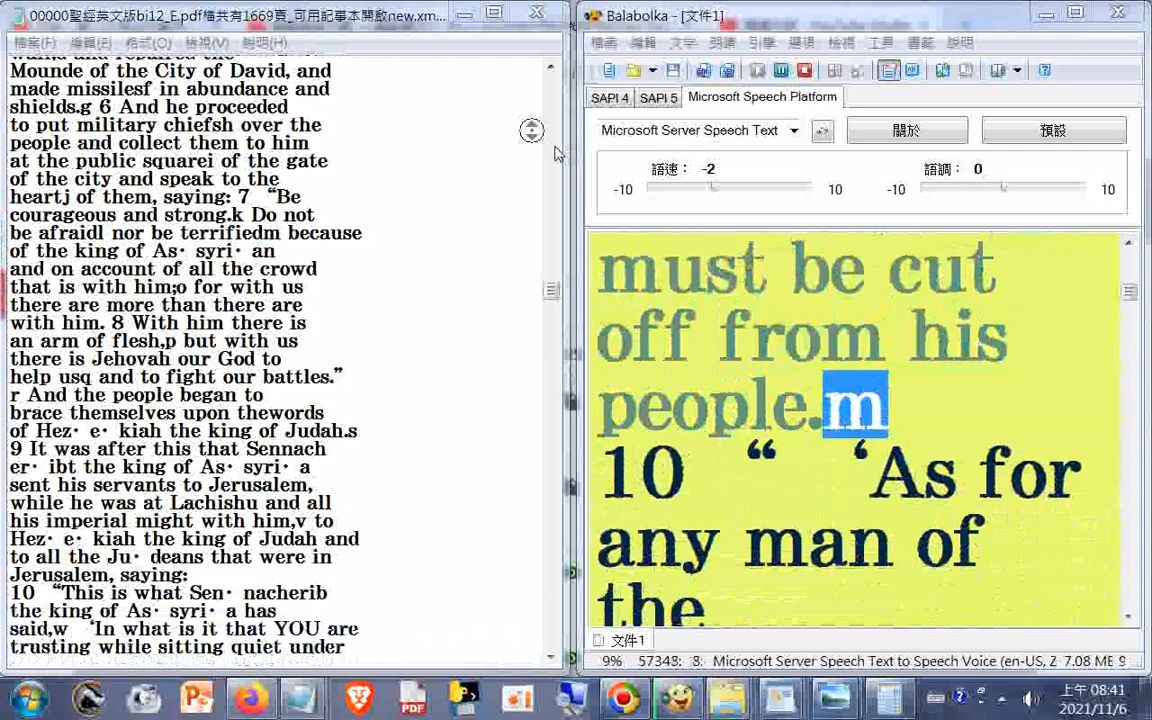 00000聖經英文版bi12_E.pdf檔共有1669頁_可用記事本開啟new.xm...
檔案(F) 編輯(E) 格式(O) 檢視(V) 說明(H)
Mounde of the City of David, and
made missilesf in abundance and
shields.g 6 And he proceeded
to put military chiefsh over the
people and collect them to him
at the public squarei of the gate
of the city and speak to the
heartj of them, saying: 7 “Be
courageous and strong.k Do not
be afraidl nor be terrifiedm because
of the king of As· syri· an
and on account of all the crowd
that is with him;o for with us
there are more than there are
with him. 8 With him there is
an arm of flesh,p but with us
there is Jehovah our God to
help usq and to fight our battles.”
r And the people began to
brace themselves upon thewords
of Hez· e· kiah the king of Judah.s
9 It was after this that Sennach
er· ibt the king of As· syri· a
sent his servants to Jerusalem,
while he was at Lachishu and all
his imperial might with him,v to
Hez· e· kiah the king of Judah and
to all the Ju· deans that were in
Jerusalem, saying:
10 “This is what Sen· nacherib
the king of As· syri· a has
said,w ‘In what is it that YOU are
trusting while sitting quiet under
Balabolka - [文件1]
檔案 編輯 文字 朗讀 引擎 選項 檢視 工具 書籤 說明
SAPI 4 SAPI 5 Microsoft Speech Platform
Microsoft Server Speech Text 關於 預設
語速: -2 語調: 0
-10 10 -10 10
must be cut
off from his
people.m
10 “ ‘As for
any man of
the
文件1
9% 57348: 8: Microsoft Server Speech Text to Speech Voice (en-US, Z 7.08 MB 9
PDF
上午 08:41
2021/11/6